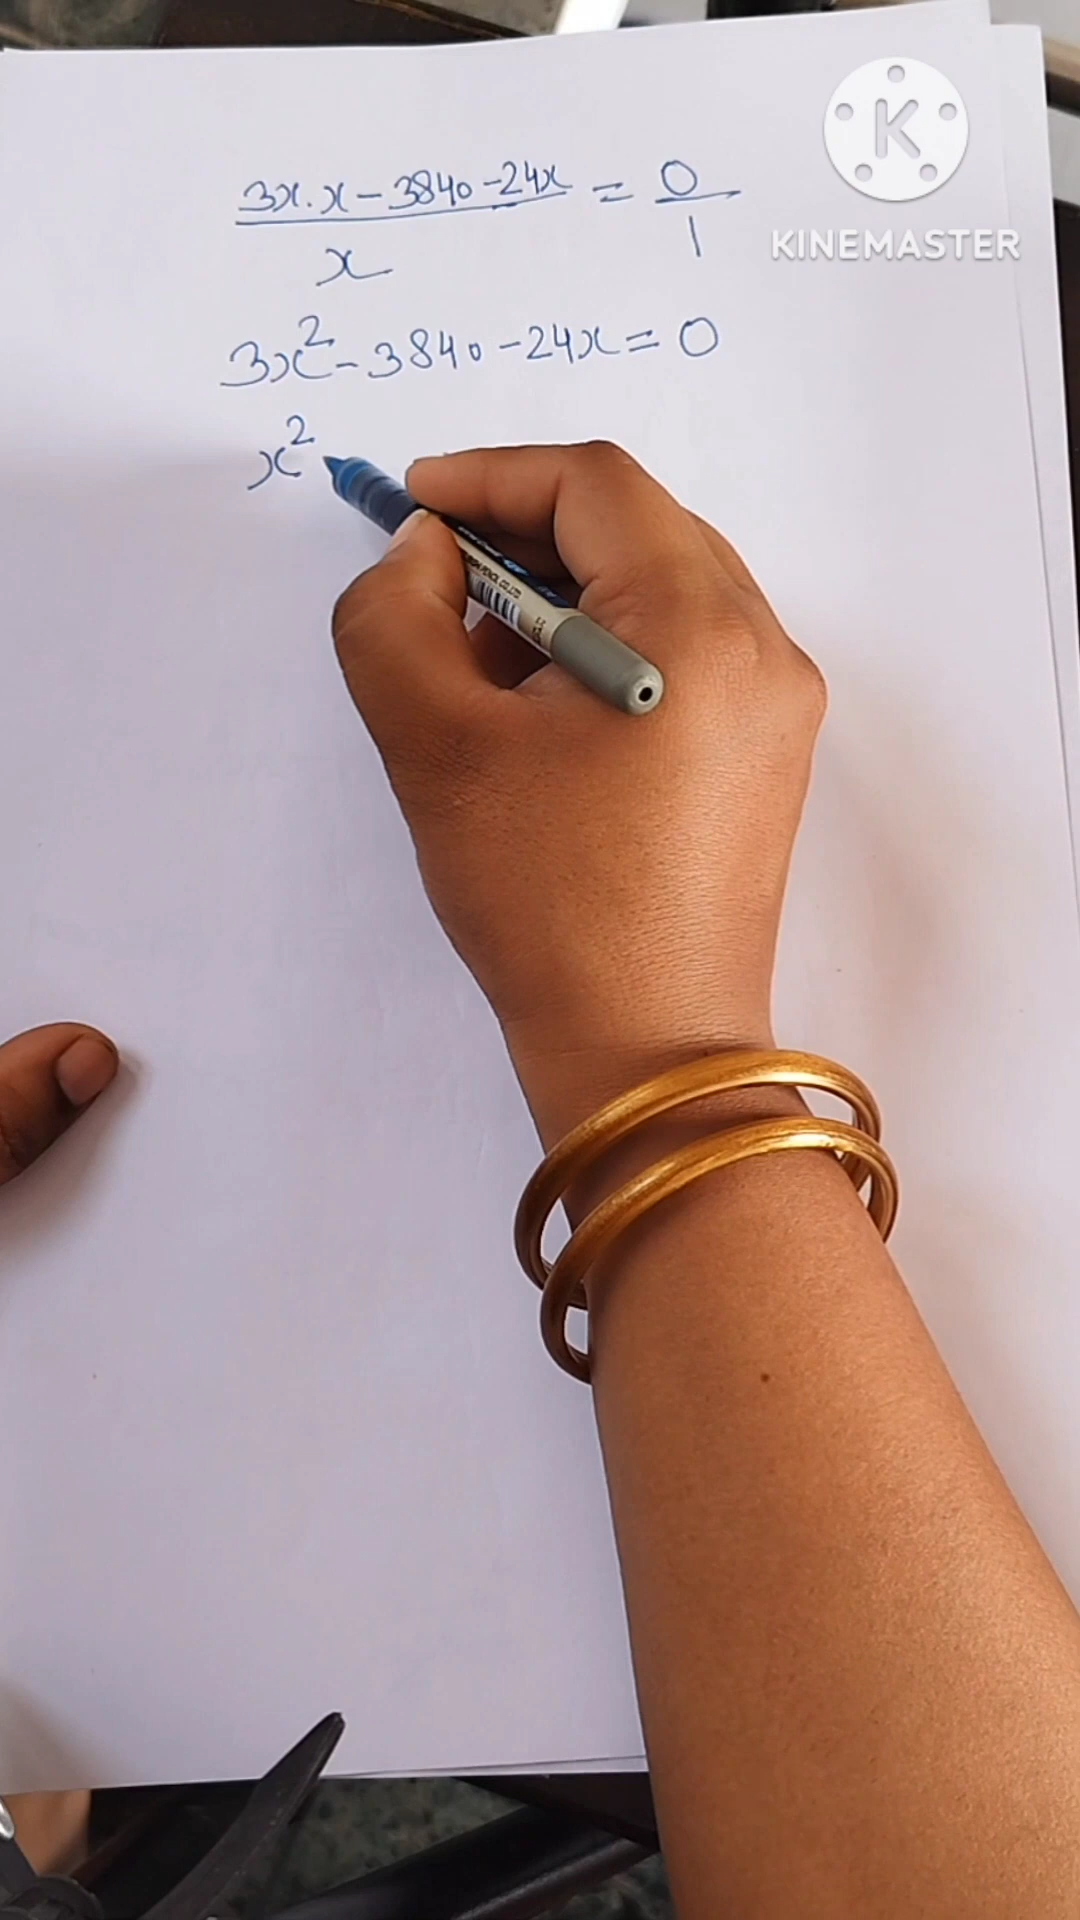 3x.x - 3840 - 24x = 0
x 1
3x² - 3840 - 24x = 0
x²
K
KINEMASTER